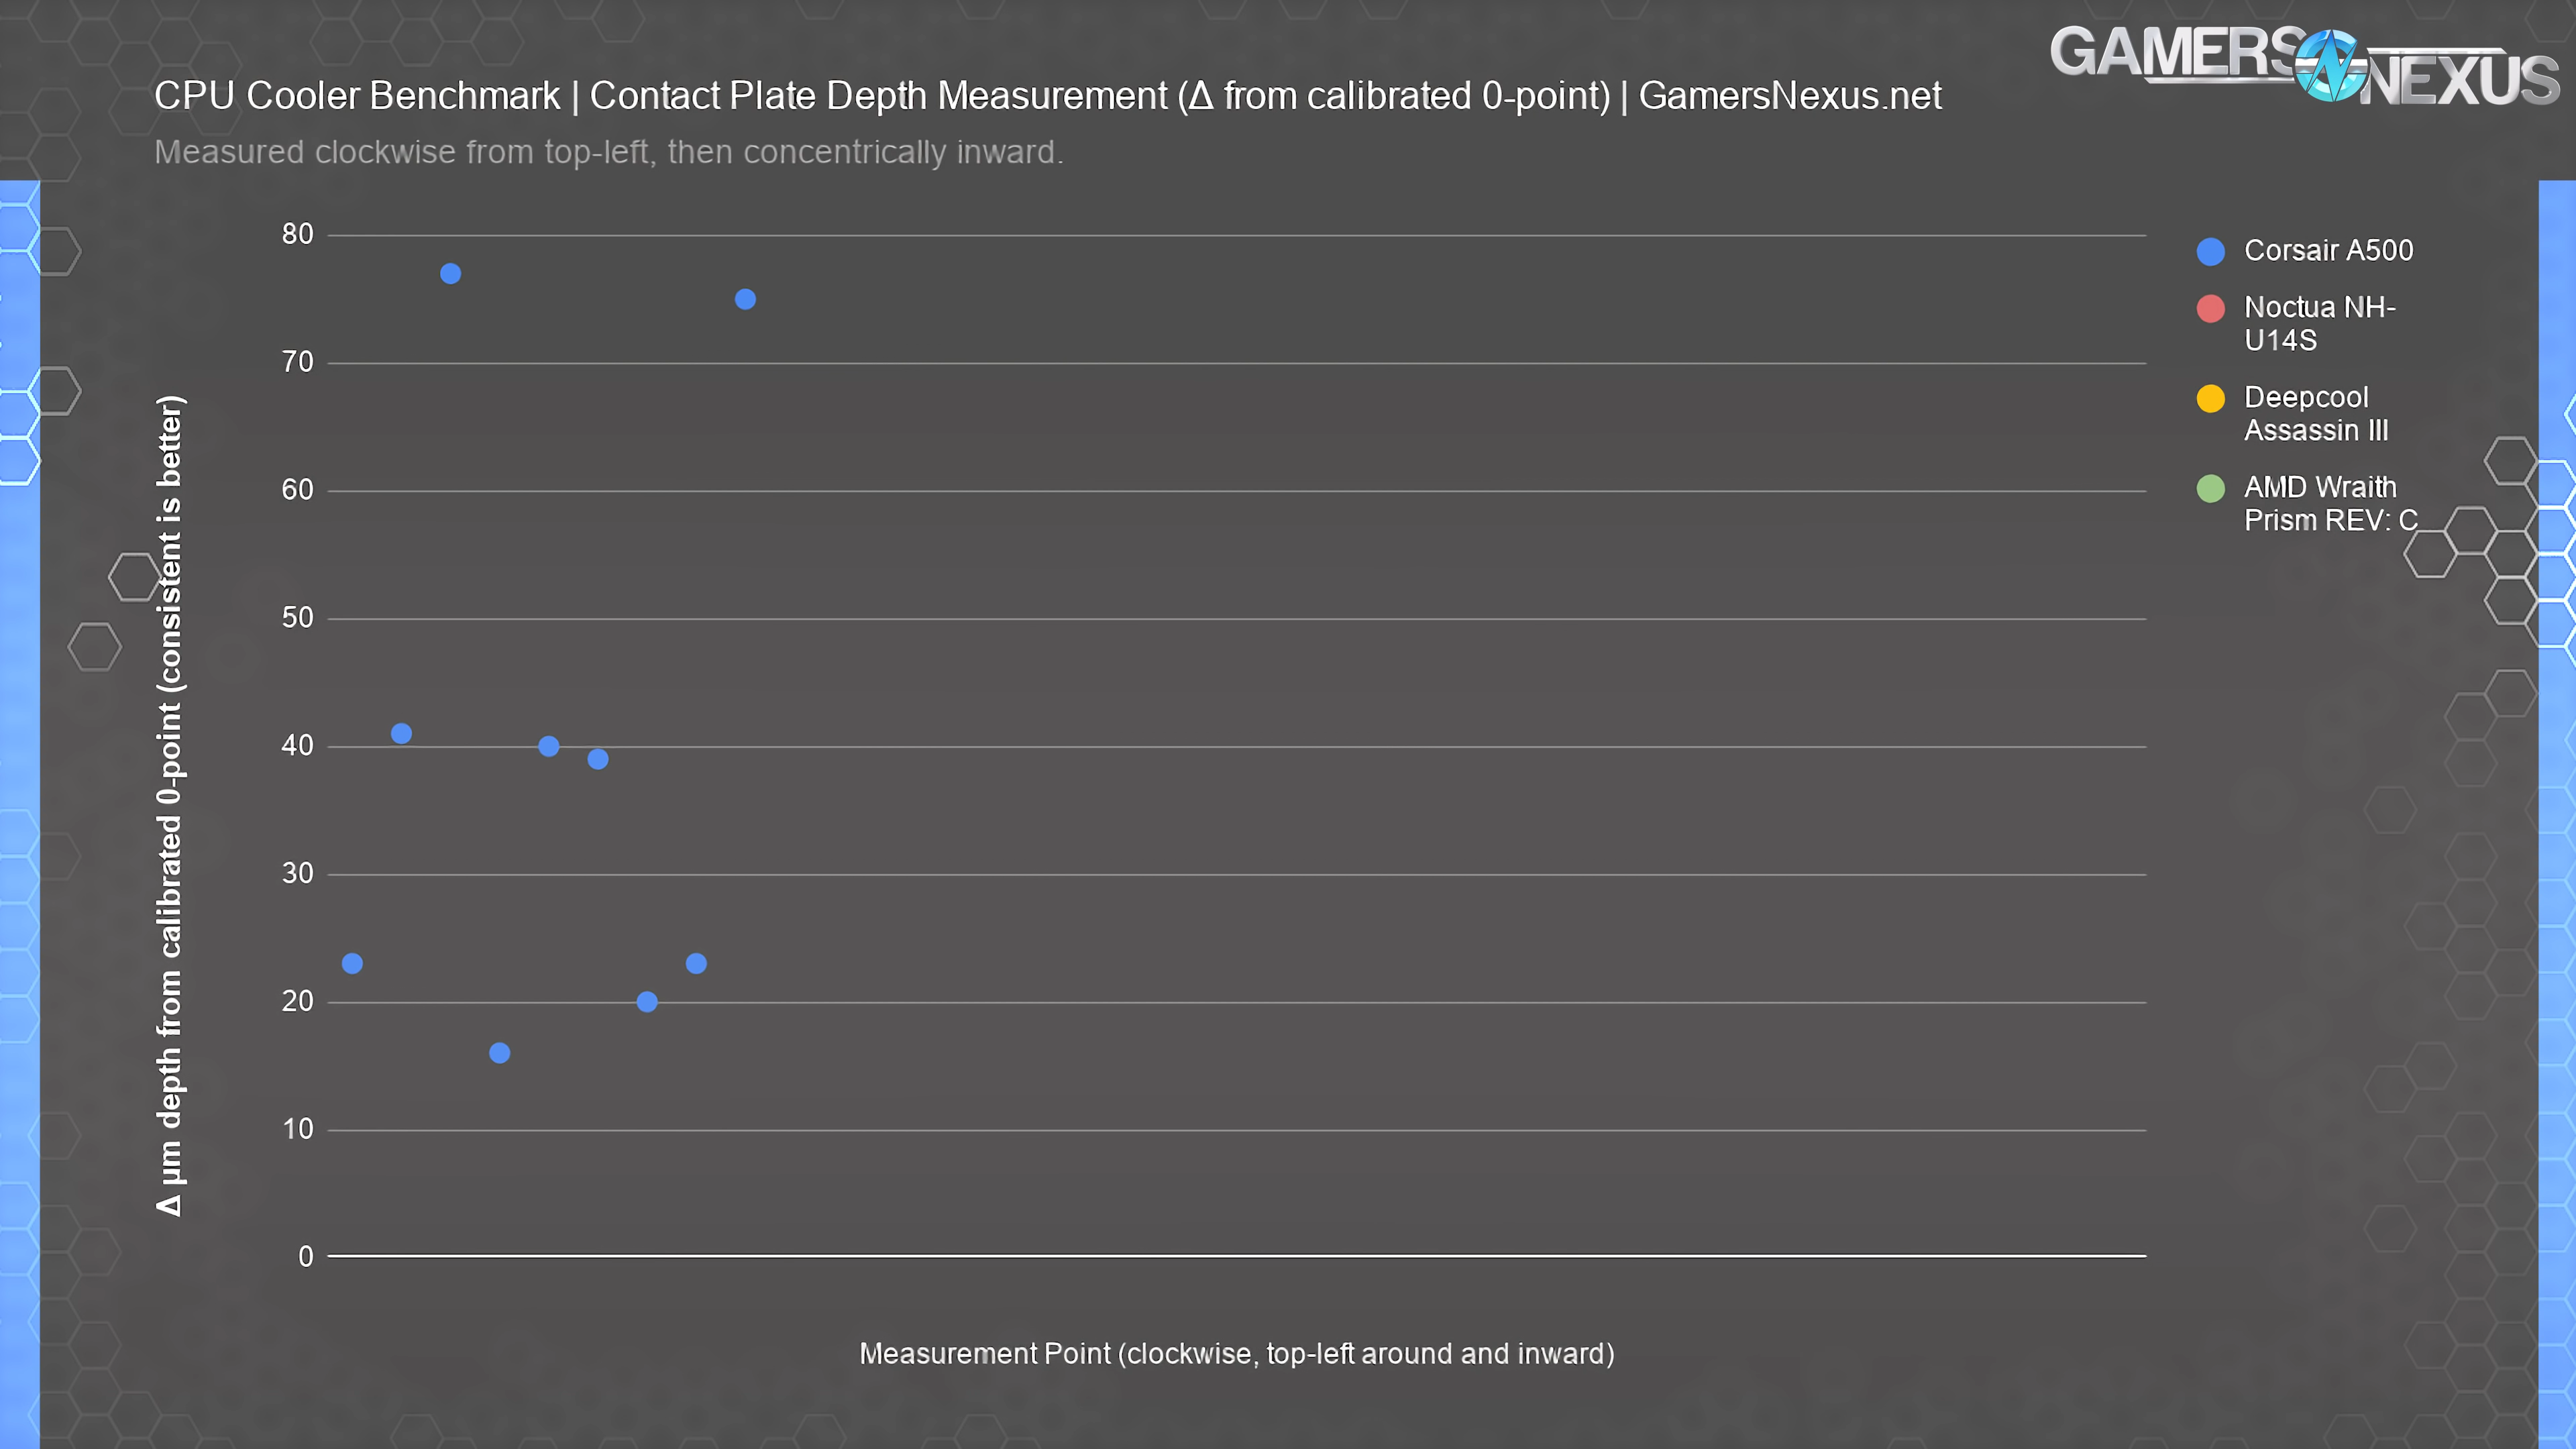 GAMERS NEXUS
CPU Cooler Benchmark | Contact Plate Depth Measurement (Δ from calibrated 0-point) | GamersNexus.net
Measured clockwise from top-left, then concentrically inward.
Δ µm depth from calibrated 0-point (consistent is better)
80
70
60
50
40
30
20
10
0
Measurement Point (clockwise, top-left around and inward)
Corsair A500
Noctua NH-
U14S
Deepcool
Assassin III
AMD Wraith
Prism REV: C